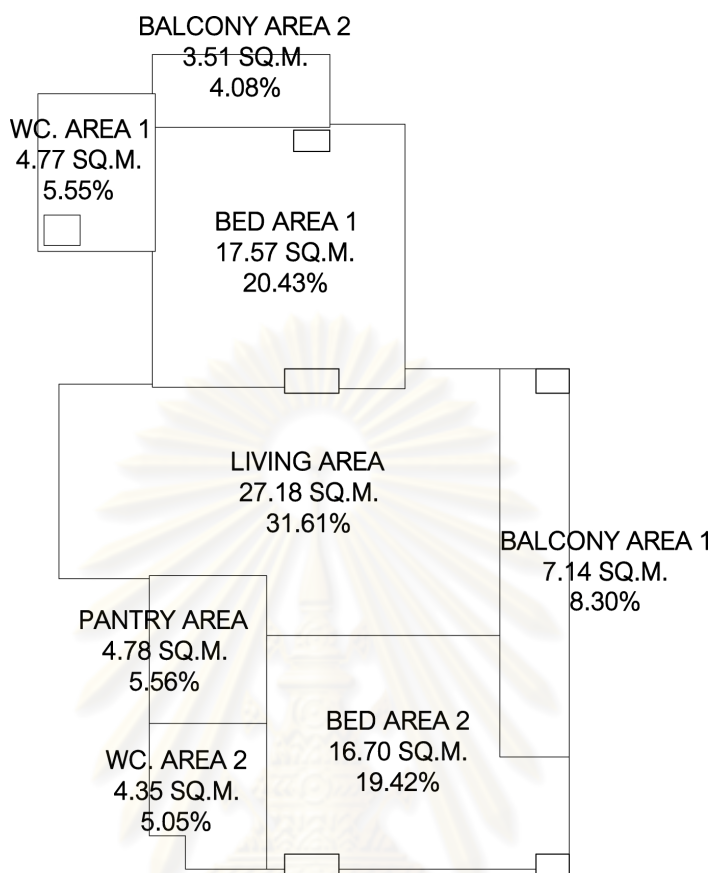 BALCONY AREA 2
3.51 SQ.M.
4.08%
WC. AREA 1
4.77 SQ.M.
5.55%
BED AREA 1
17.57 SQ.M.
20.43%
LIVING AREA
27.18 SQ.M.
31.61%
BALCONY AREA 1
7.14 SQ.M.
8.30%
PANTRY AREA
4.78 SQ.M.
5.56%
BED AREA 2
16.70 SQ.M.
19.42%
WC. AREA 2
4.35 SQ.M.
5.05%